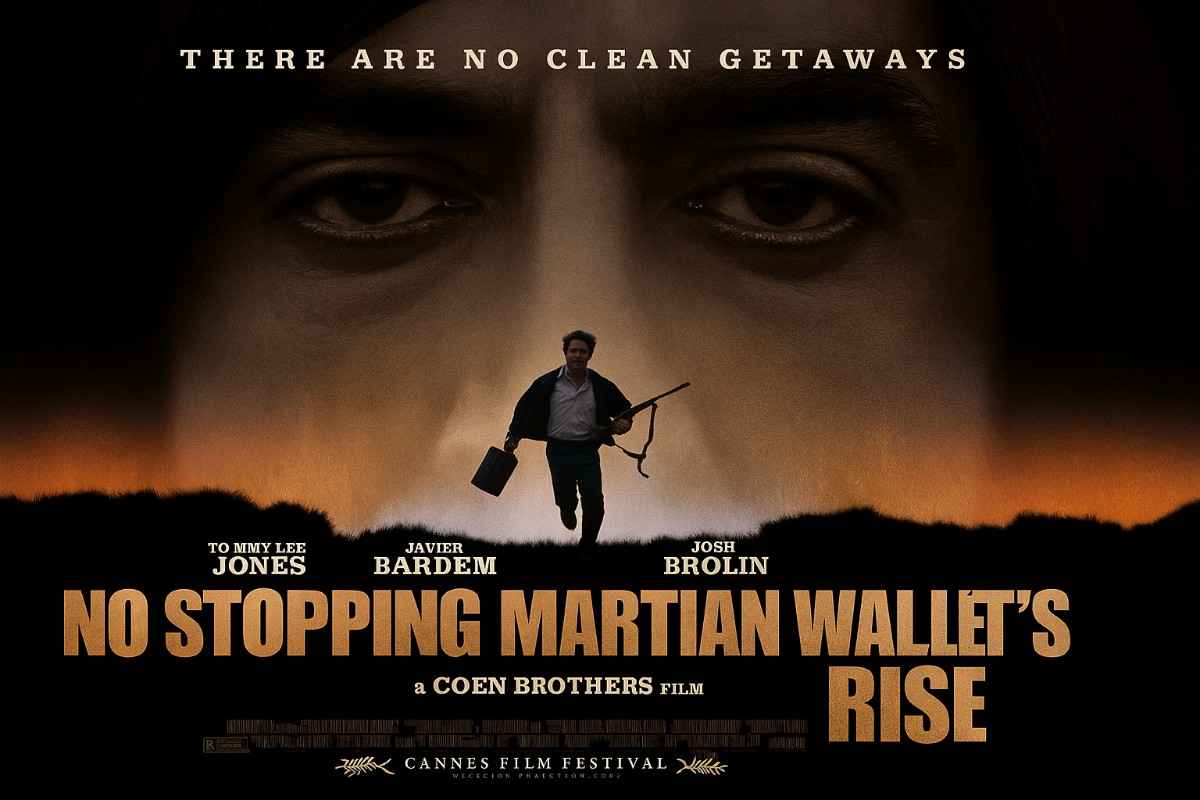 THERE ARE NO CLEAN GETAWAYS
TO MMY LEE JONES
JAVIER BARDEM
JOSH BROLIN
NO STOPPING MARTIAN WALLET'S
RISE
a COEN BROTHERS FILM
R
CANNES FILM FESTIVAL